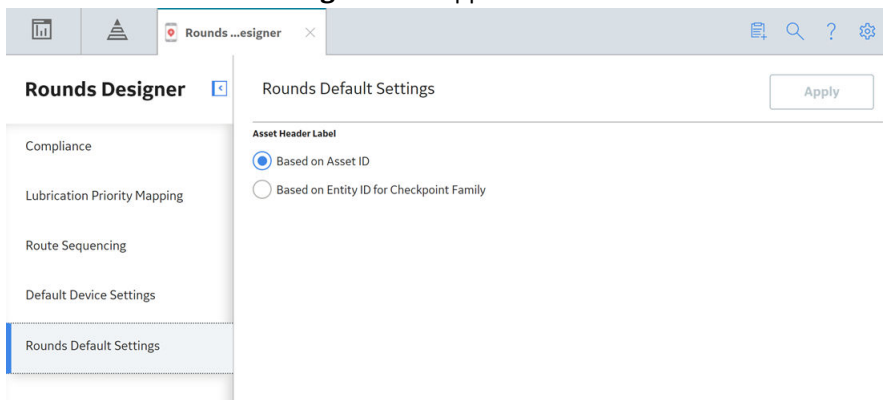 Rounds ...esigner
Rounds Designer
Compliance
Lubrication Priority Mapping
Route Sequencing
Default Device Settings
Rounds Default Settings
Rounds Default Settings
Apply
Asset Header Label
Based on Asset ID
Based on Entity ID for Checkpoint Family